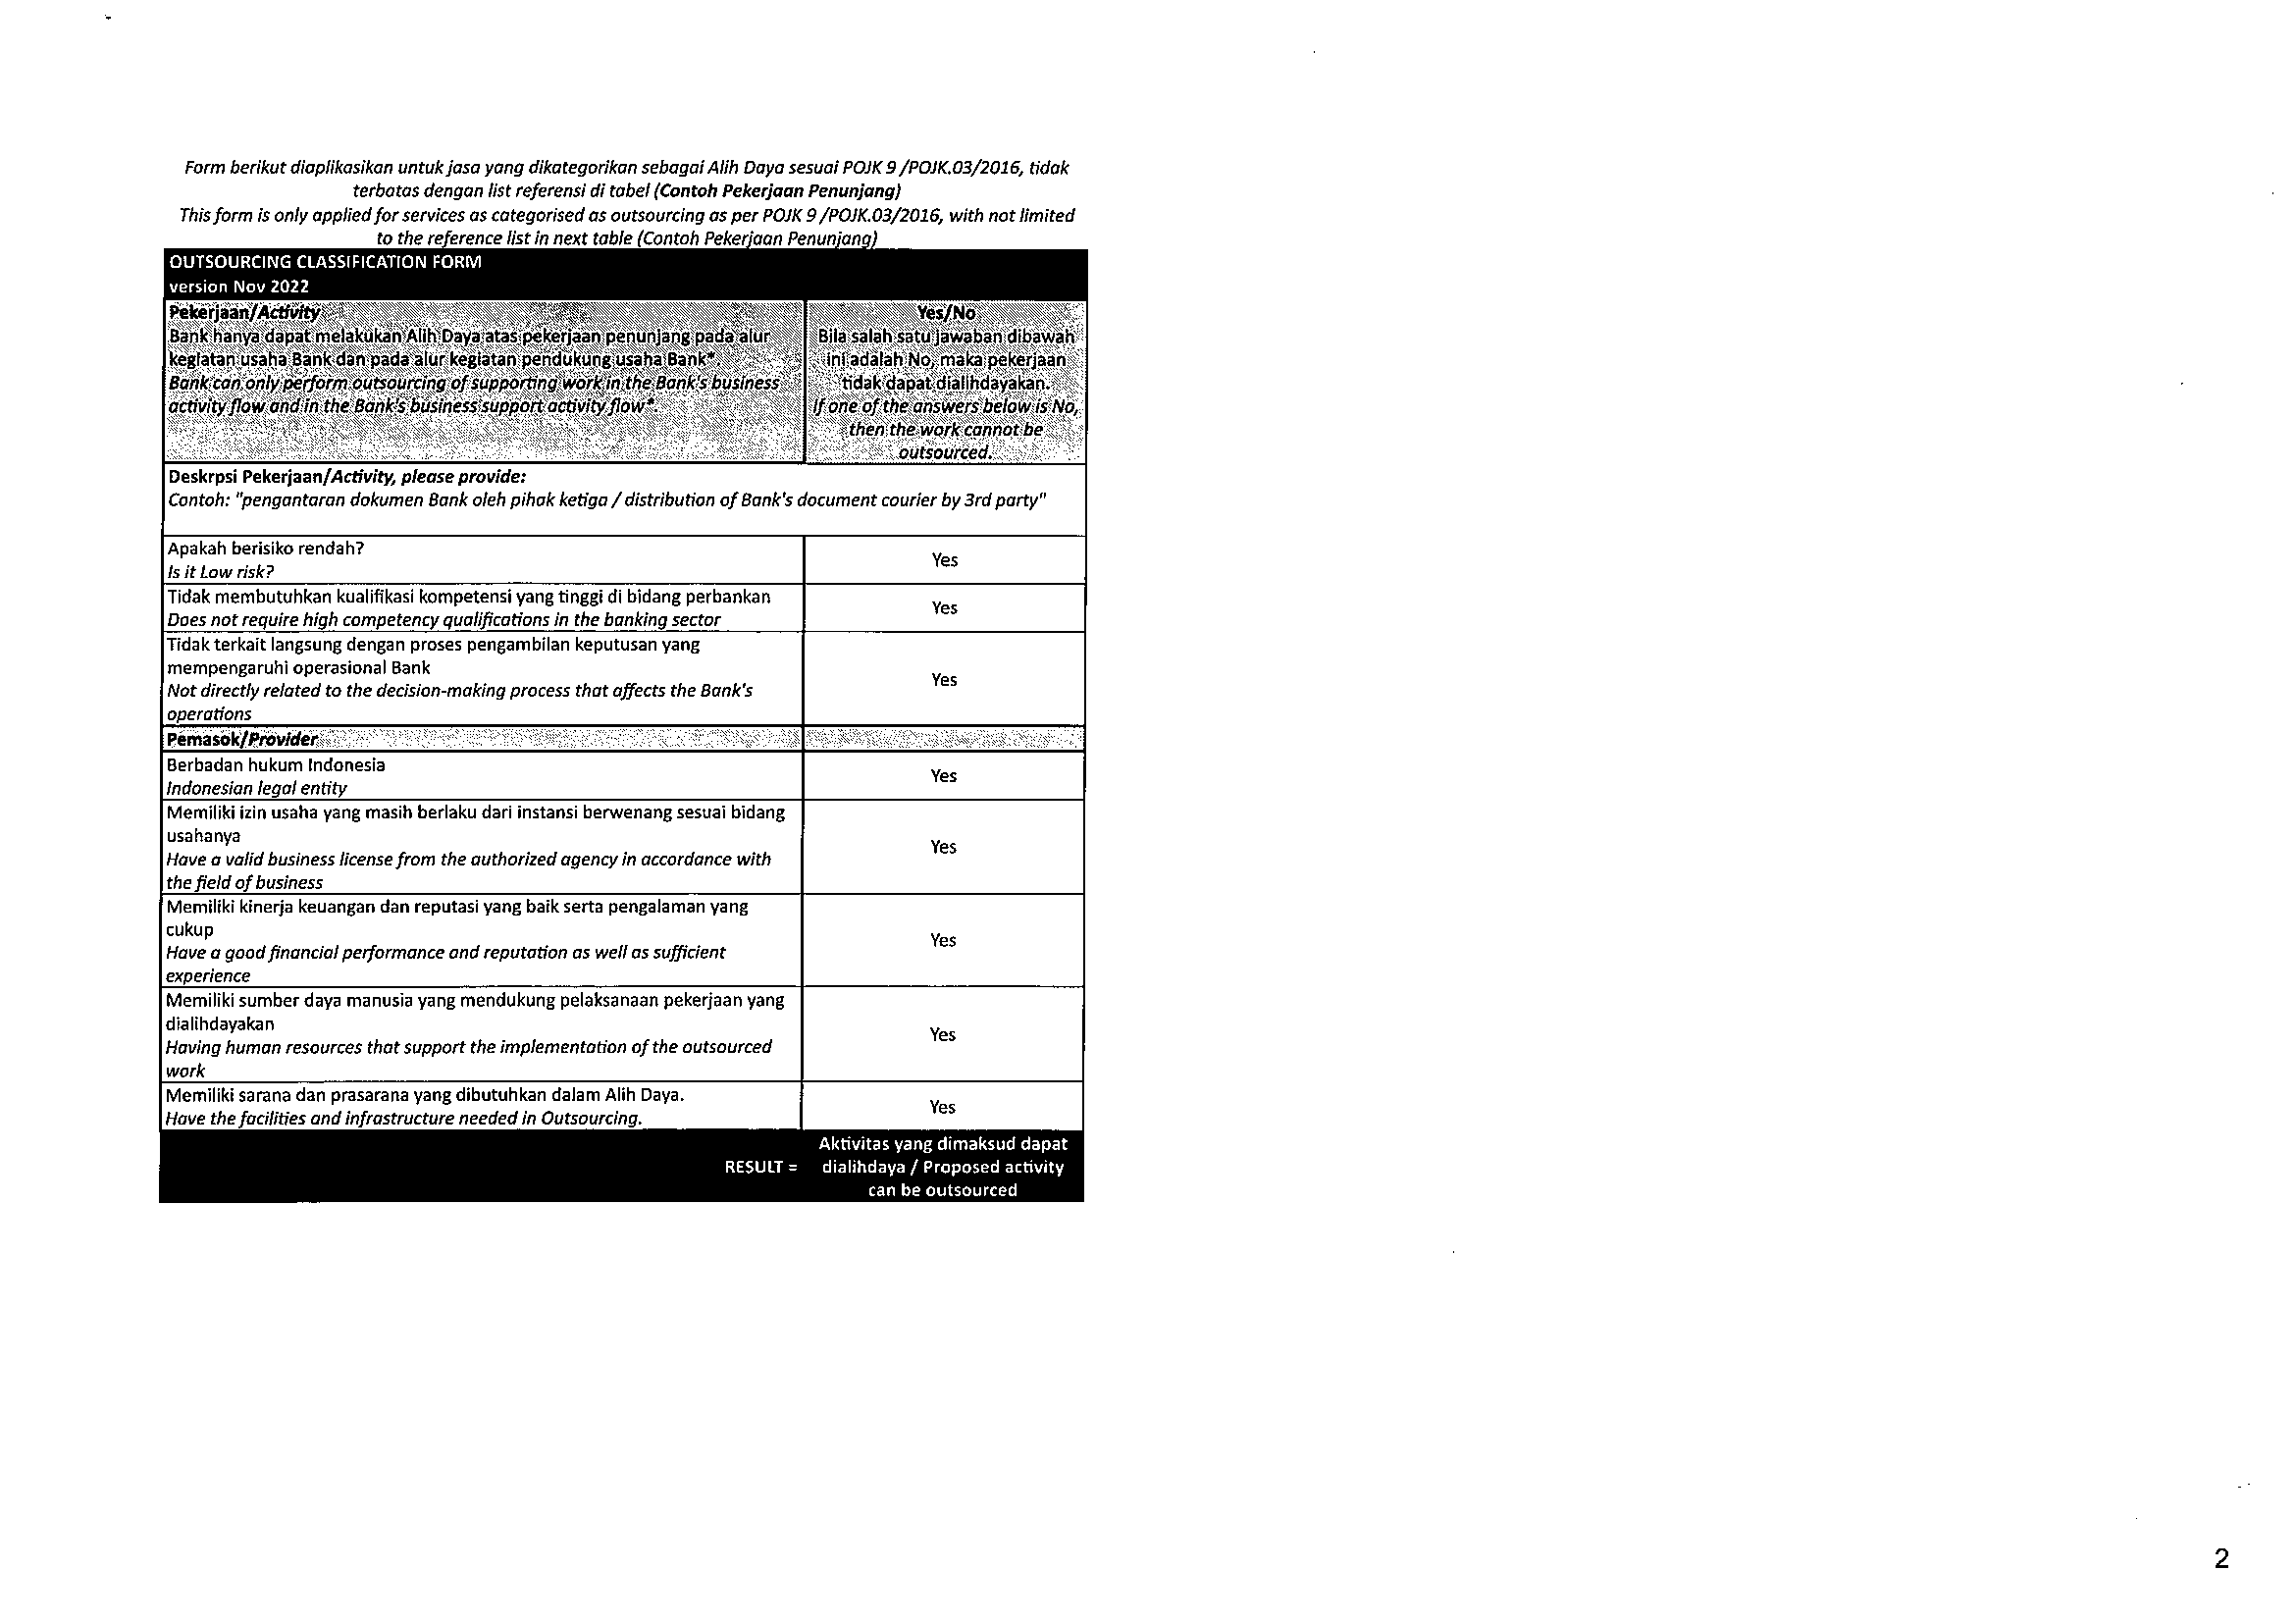 Form berikut diaplikasikan untuk jasa yang dikategorikan sebagai Alih Daya sesuai POJK 9 /POJK.03/2016, tidak
terbatas dengan list referensi di tabel (Contoh Pekerjaan Penunjang)
This form is only applied for services as categorised as outsourcing as per POJK 9 /POJK.03/2016, with not limited
to the reference list in next table (Contoh Pekerjaan Penunjang)
OUTSOURCING CLASSIFICATION FORM
version Nov 2022
Pekerjaan/Activity
Bank hanya dapat melakukan Alih Daya atas pekerjaan penunjang pada alur
kegiatan usaha Bank dan pada alur kegiatan pendukung usaha Bank*.
Bank can only perform outsourcing of supporting work in the Bank's business
activity flow and in the Bank's business support activity flow*.
Yes/No
Bila salah satu jawaban dibawah
ini adalah No, maka pekerjaan
tidak dapat dialihdayakan.
If one of the answers below is No,
then the work cannot be
outsourced.
Deskrpsi Pekerjaan/Activity, please provide:
Contoh: "pengantaran dokumen Bank oleh pihak ketiga / distribution of Bank's document courier by 3rd party"
Apakah berisiko rendah?
Is it Low risk?
Yes
Tidak membutuhkan kualifikasi kompetensi yang tinggi di bidang perbankan
Does not require high competency qualifications in the banking sector
Yes
Tidak terkait langsung dengan proses pengambilan keputusan yang
mempengaruhi operasional Bank
Not directly related to the decision-making process that affects the Bank's
operations
Yes
Pemasok/Provider
Berbadan hukum Indonesia
Indonesian legal entity
Yes
Memiliki izin usaha yang masih berlaku dari instansi berwenang sesuai bidang
usahanya
Have a valid business license from the authorized agency in accordance with
the field of business
Yes
Memiliki kinerja keuangan dan reputasi yang baik serta pengalaman yang
cukup
Have a good financial performance and reputation as well as sufficient
experience
Yes
Memiliki sumber daya manusia yang mendukung pelaksanaan pekerjaan yang
dialihdayakan
Having human resources that support the implementation of the outsourced
work
Yes
Memiliki sarana dan prasarana yang dibutuhkan dalam Alih Daya.
Have the facilities and infrastructure needed in Outsourcing.
Yes
RESULT =
Aktivitas yang dimaksud dapat
dialihdaya / Proposed activity
can be outsourced
2